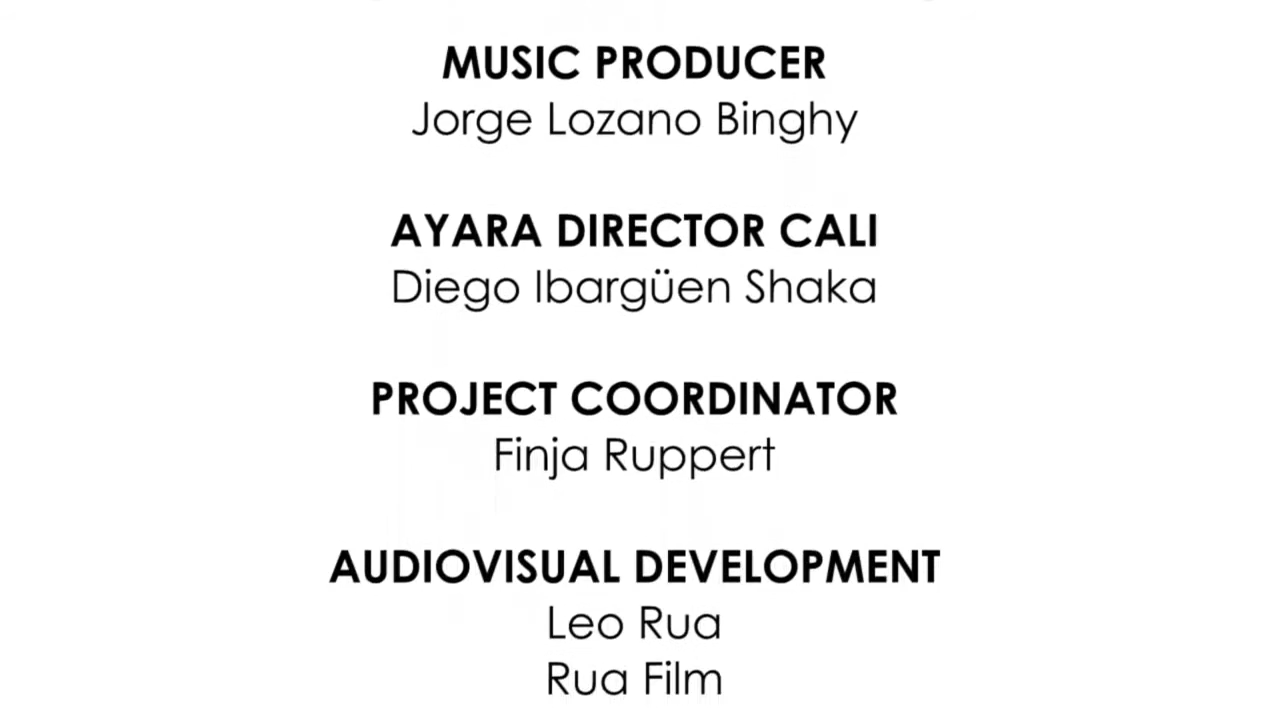 MUSIC PRODUCER
Jorge Lozano Binghy
AYARA DIRECTOR CALI
Diego Ibargüen Shaka
PROJECT COORDINATOR
Finja Ruppert
AUDIOVISUAL DEVELOPMENT
Leo Rua
Rua Film